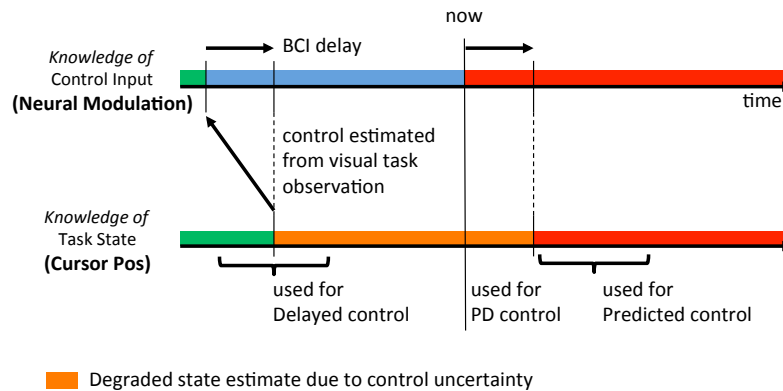 now
BCI delay
Knowledge of
Control Input
(Neural Modulation)
time
control estimated
from visual task
observation
Knowledge of
Task State
(Cursor Pos)
used for
Delayed control
used for
PD control
used for
Predicted control
Degraded state estimate due to control uncertainty